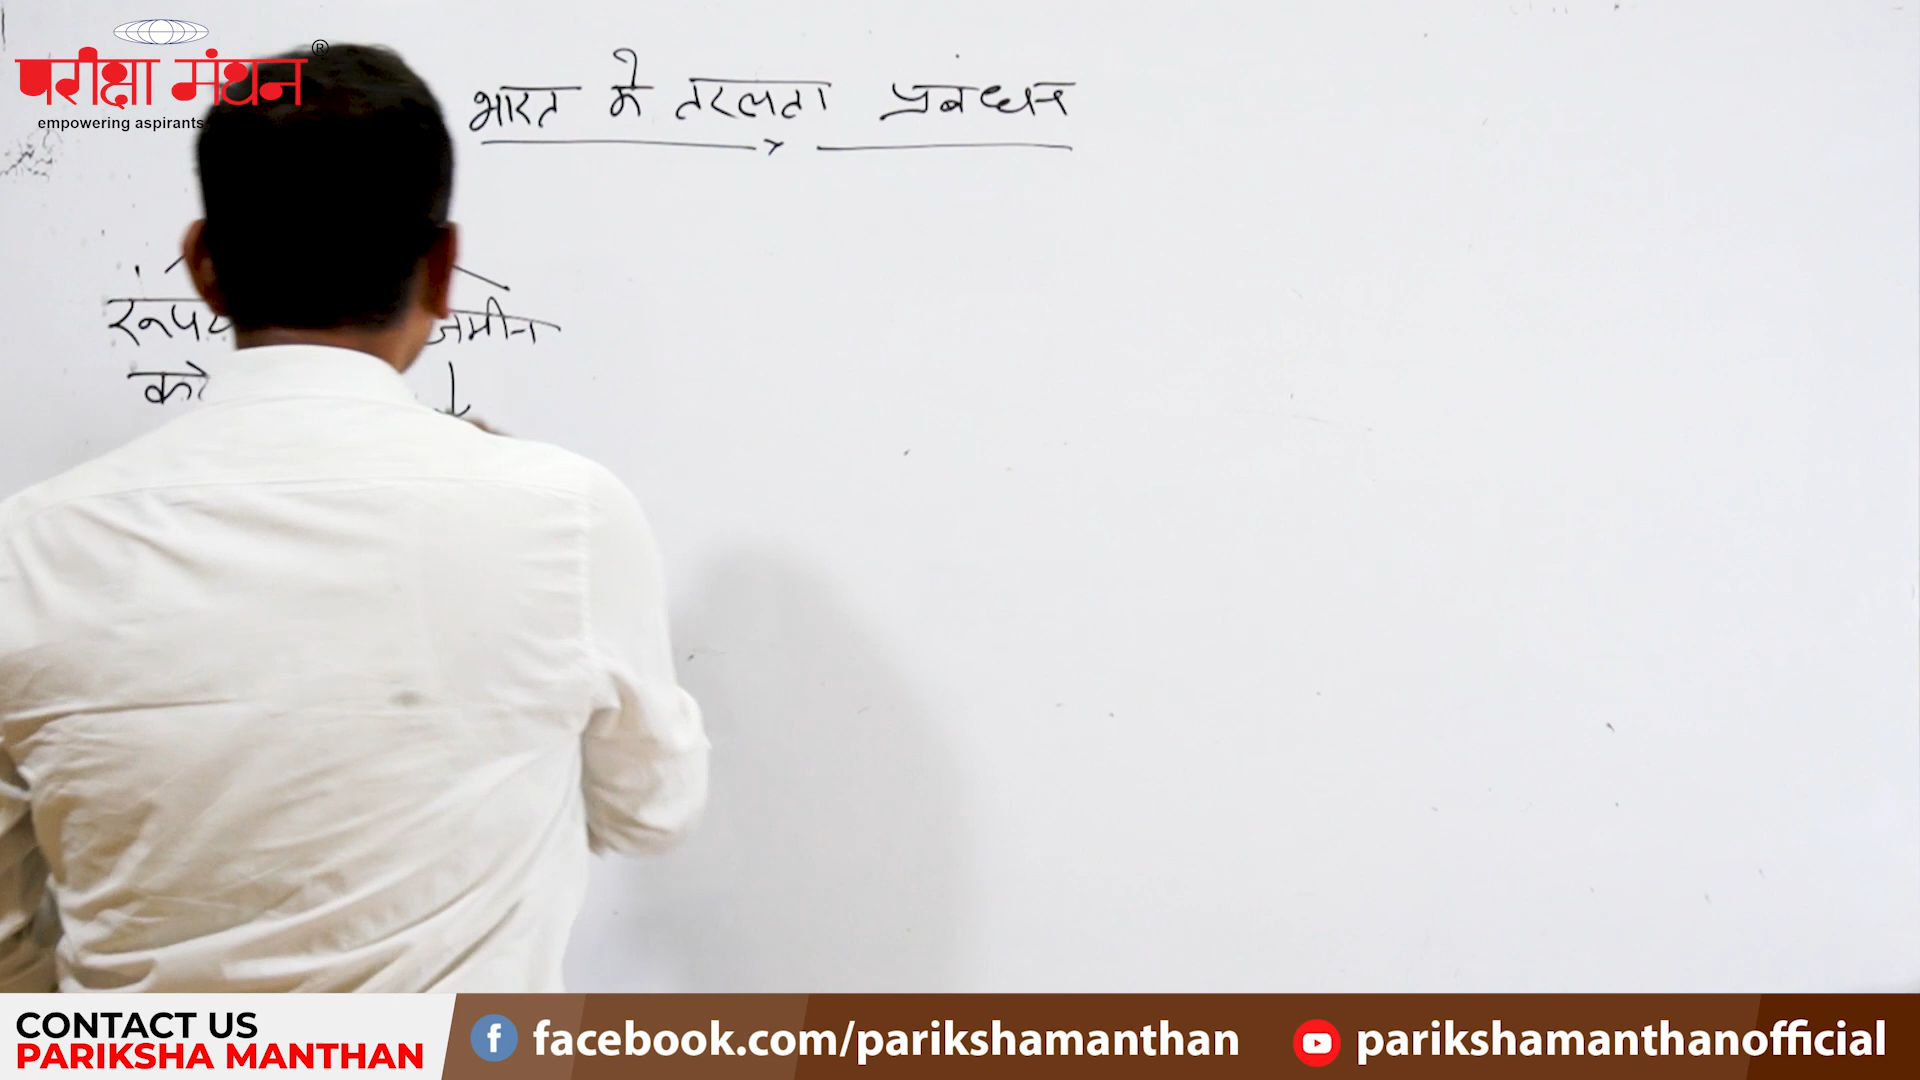 परीक्षा मंथन ®
empowering aspirants
भारत में तरलता प्रबंधन
जमीन
को
CONTACT US
PARIKSHA MANTHAN
facebook.com/parikshamanthan
parikshamanthanofficial